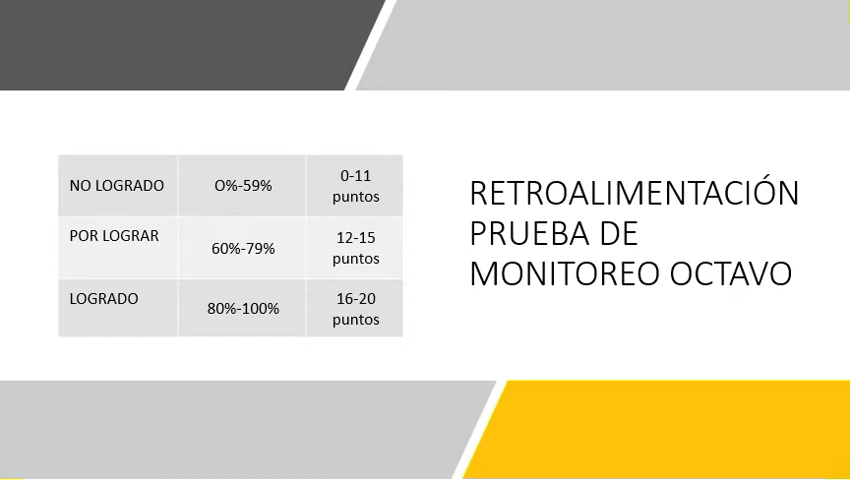 NO LOGRADO
O%-59%
0-11
puntos
POR LOGRAR
60%-79%
12-15
puntos
LOGRADO
80%-100%
16-20
puntos
RETROALIMENTACIÓN
PRUEBA DE
MONITOREO OCTAVO